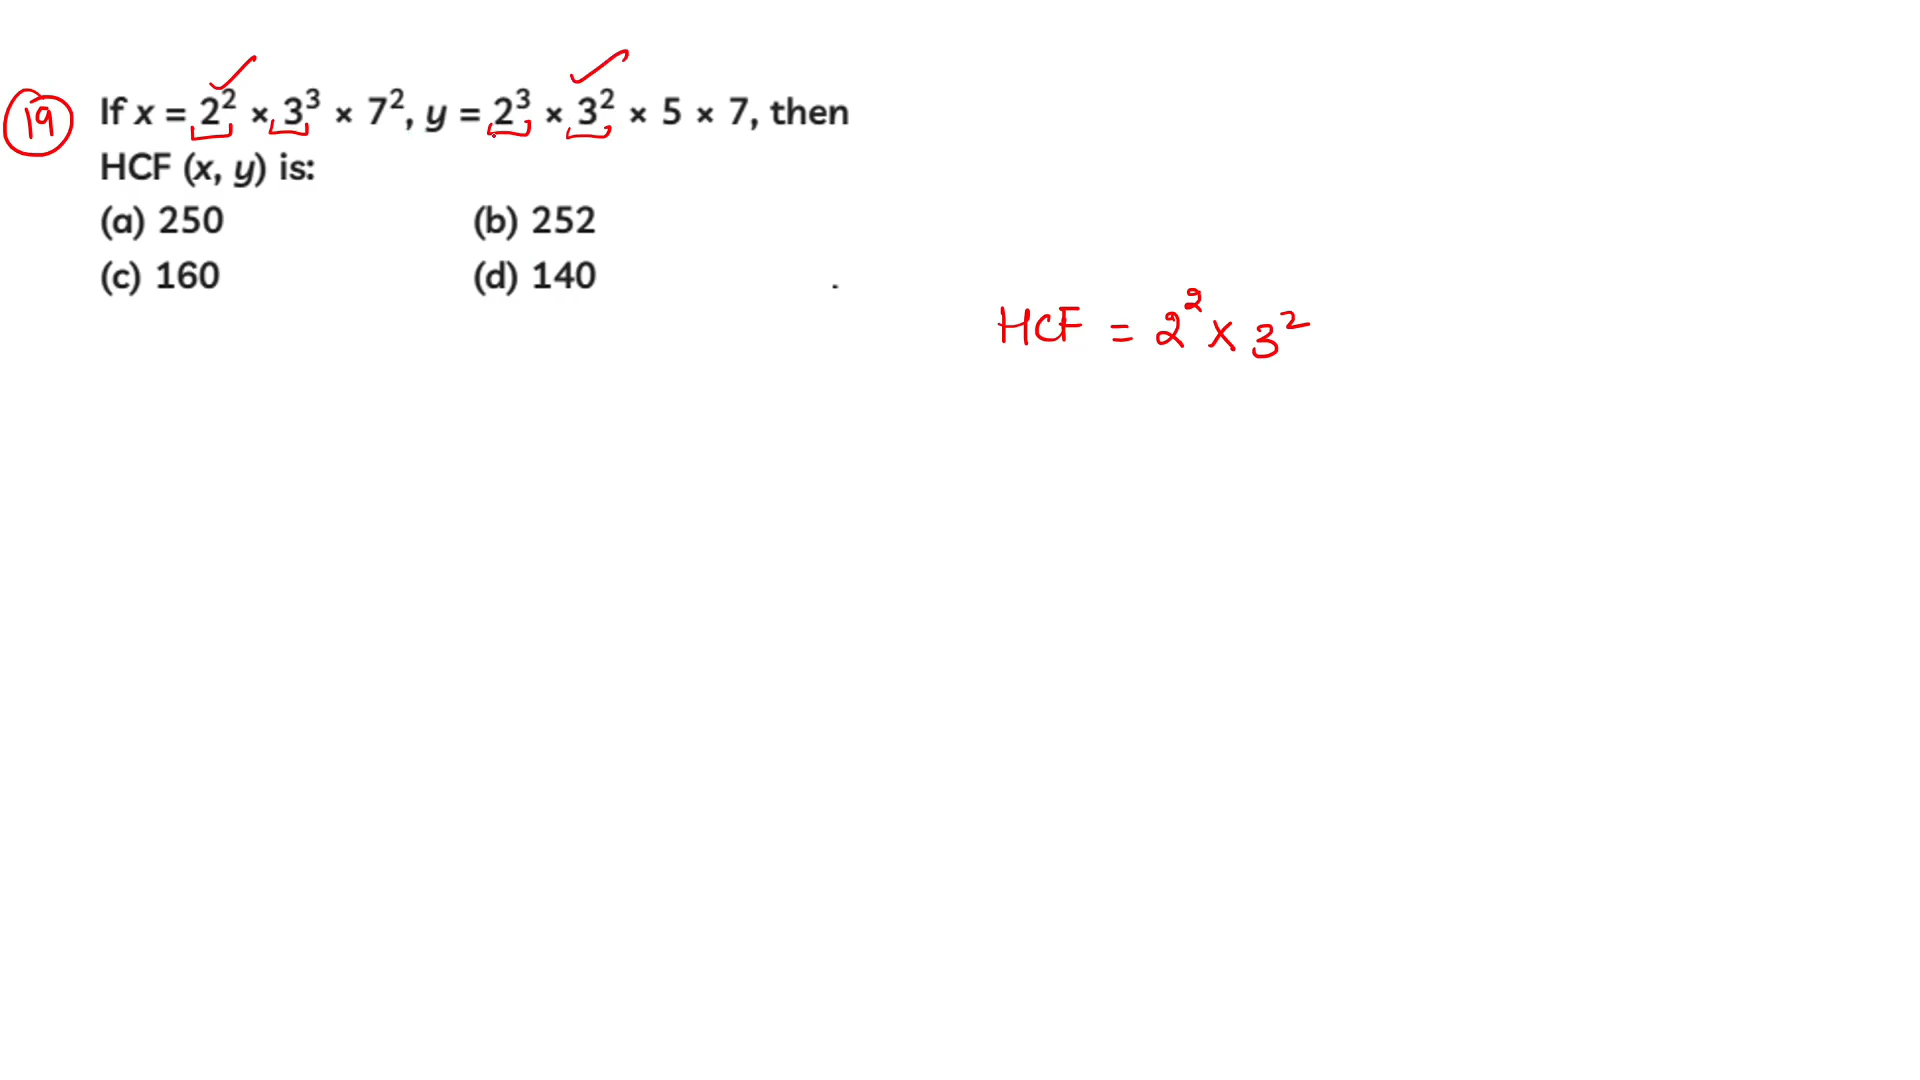 19 If x = 2² × 3³ × 7², y = 2³ × 3² × 5 × 7, then
HCF (x, y) is:
(a) 250 (b) 252
(c) 160 (d) 140
HCF = 2² × 3²